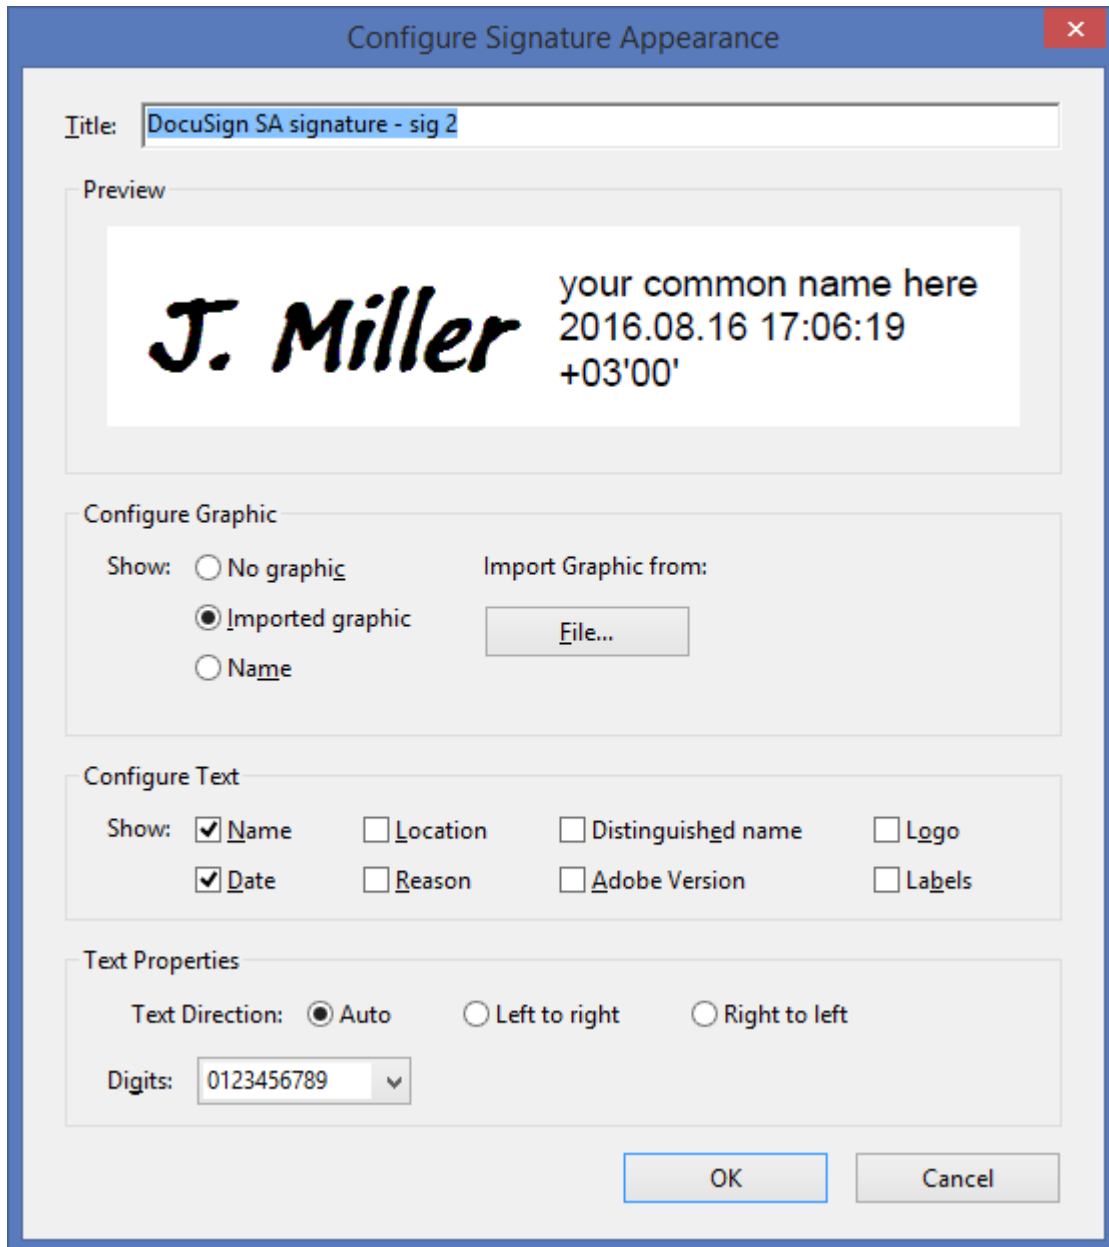 Configure Signature Appearance
Title: DocuSign SA signature - sig 2
Preview
J. Miller
your common name here
2016.08.16 17:06:19
+03'00'
Configure Graphic
Show: No graphic Import Graphic from:
Imported graphic File...
Name
Configure Text
Show: Name Location Distinguished name Logo
Date Reason Adobe Version Labels
Text Properties
Text Direction: Auto Left to right Right to left
Digits: 0123456789
OK Cancel